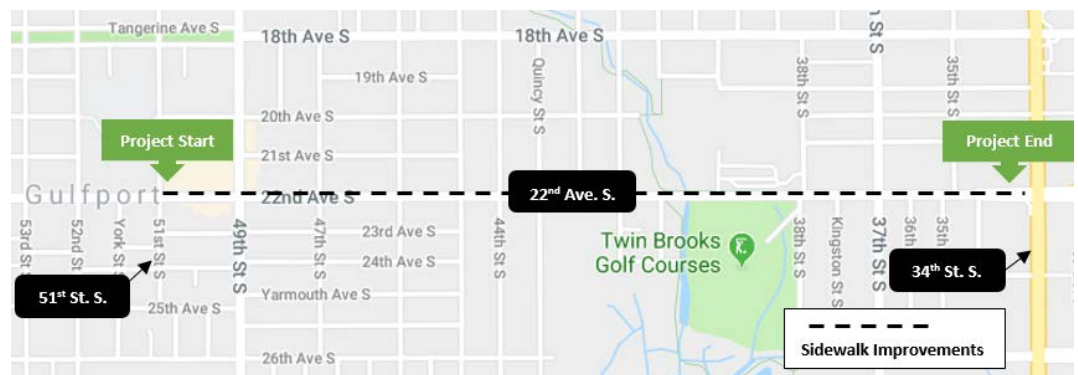 Tangerine Ave S
18th Ave S
18th Ave S
37th St S
19th Ave S
Quincy St S
38th St S
35th St S
20th Ave S
Project Start
21st Ave S
Project End
Gulfport
22nd Ave S
22nd Ave. S.
53rd St S
52nd St S
York St S
51st St S
49th St S
47th St S
23rd Ave S
24th Ave S
44th St S
Twin Brooks
Golf Courses
38th St S
Kingston St S
37th St S
36th St S
35th St
34th St. S.
51st St. S.
25th Ave S
Yarmouth Ave S
26th Ave S
Sidewalk Improvements